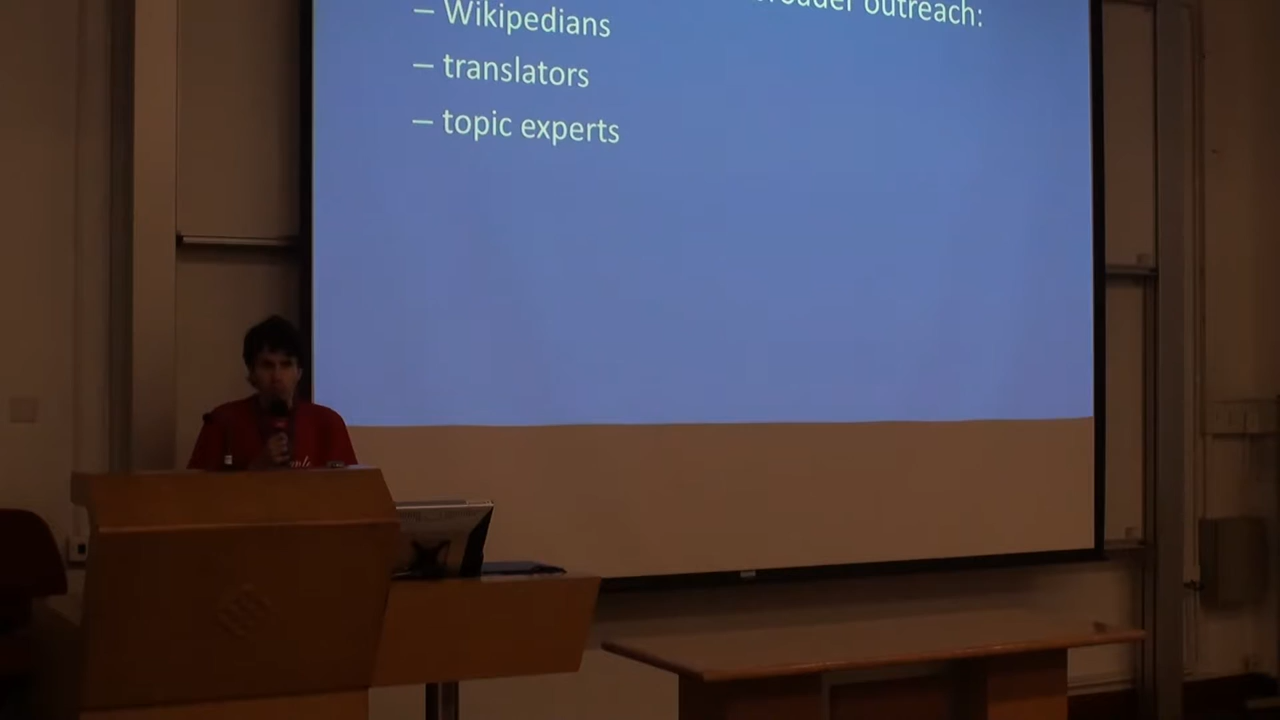 outreach:
– Wikipedians
– translators
– topic experts